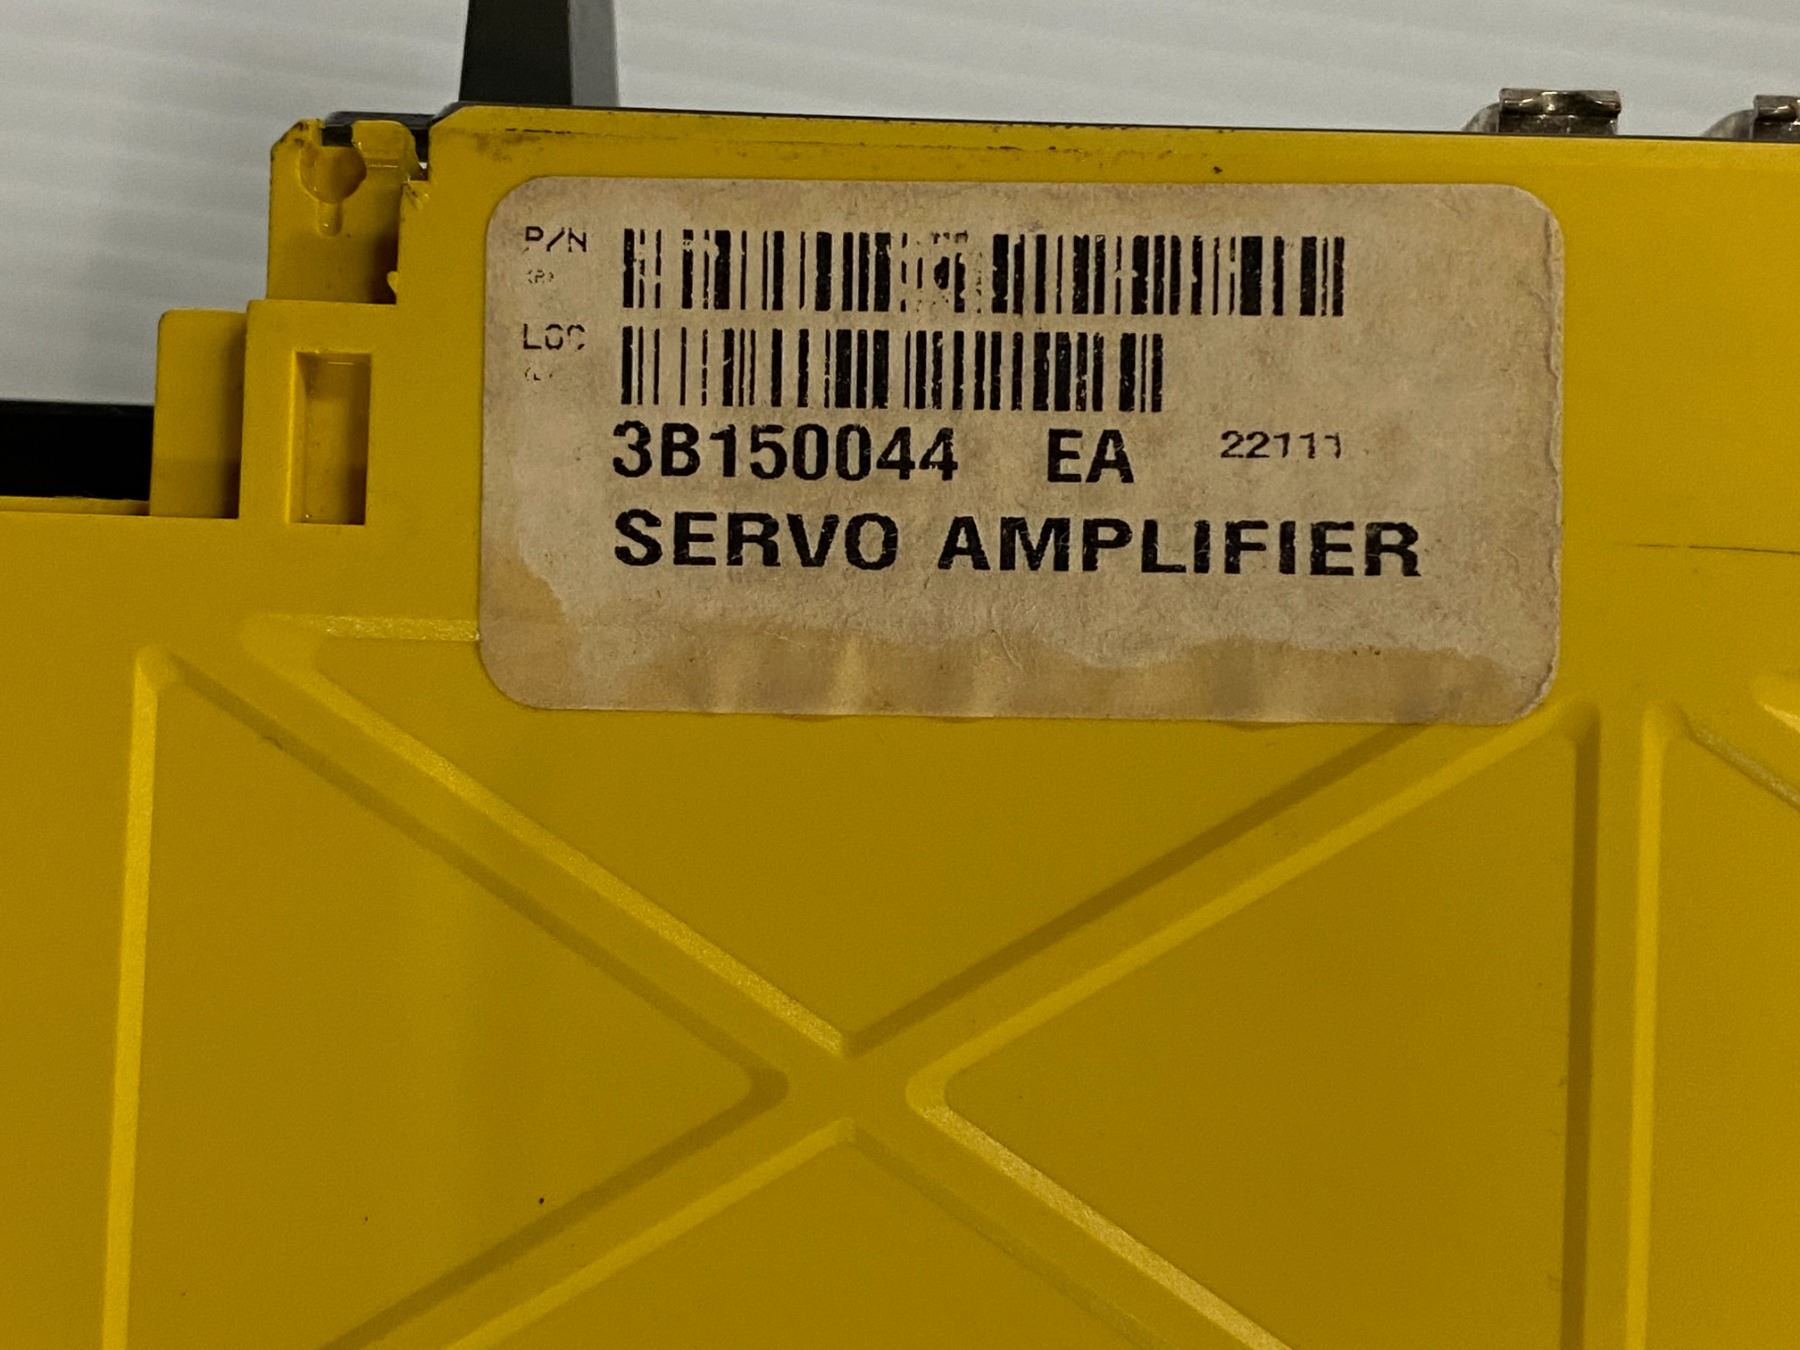 P/N
(P)
LOC
3B150044 EA 22111
SERVO AMPLIFIER